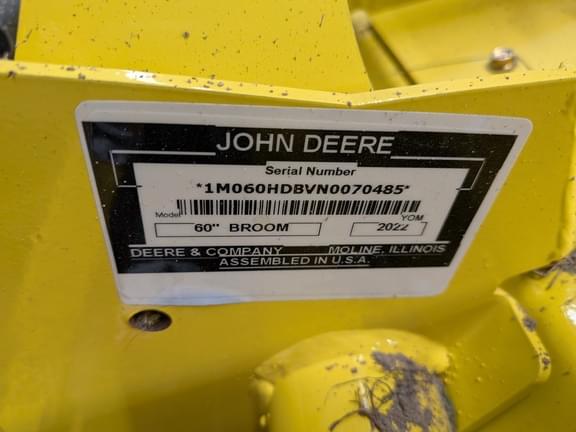 JOHN DEERE
Serial Number
*1M060HDBVN0070485*
Model YOM
60" BROOM 2022
DEERE & COMPANY MOLINE, ILLINOIS
ASSEMBLED IN U.S.A.